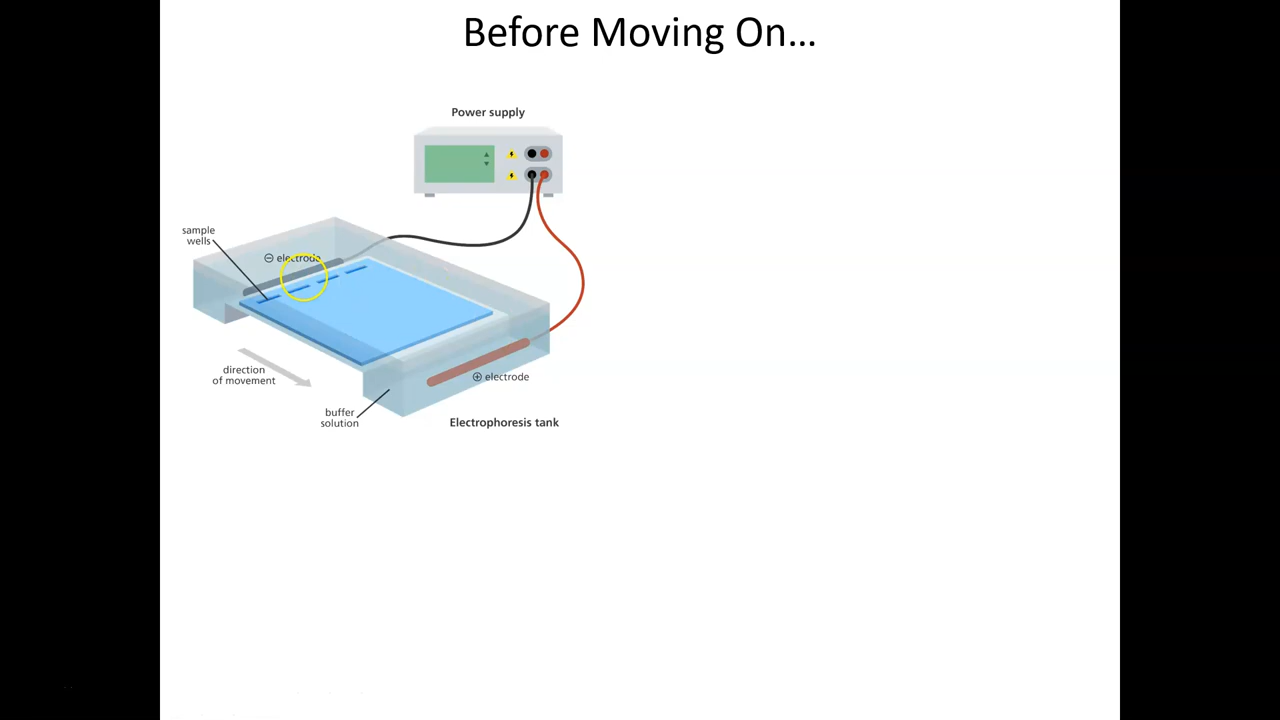 Before Moving On…
Power supply
sample
wells
⊖ electrode
direction
of movement
⊕ electrode
buffer
solution
Electrophoresis tank